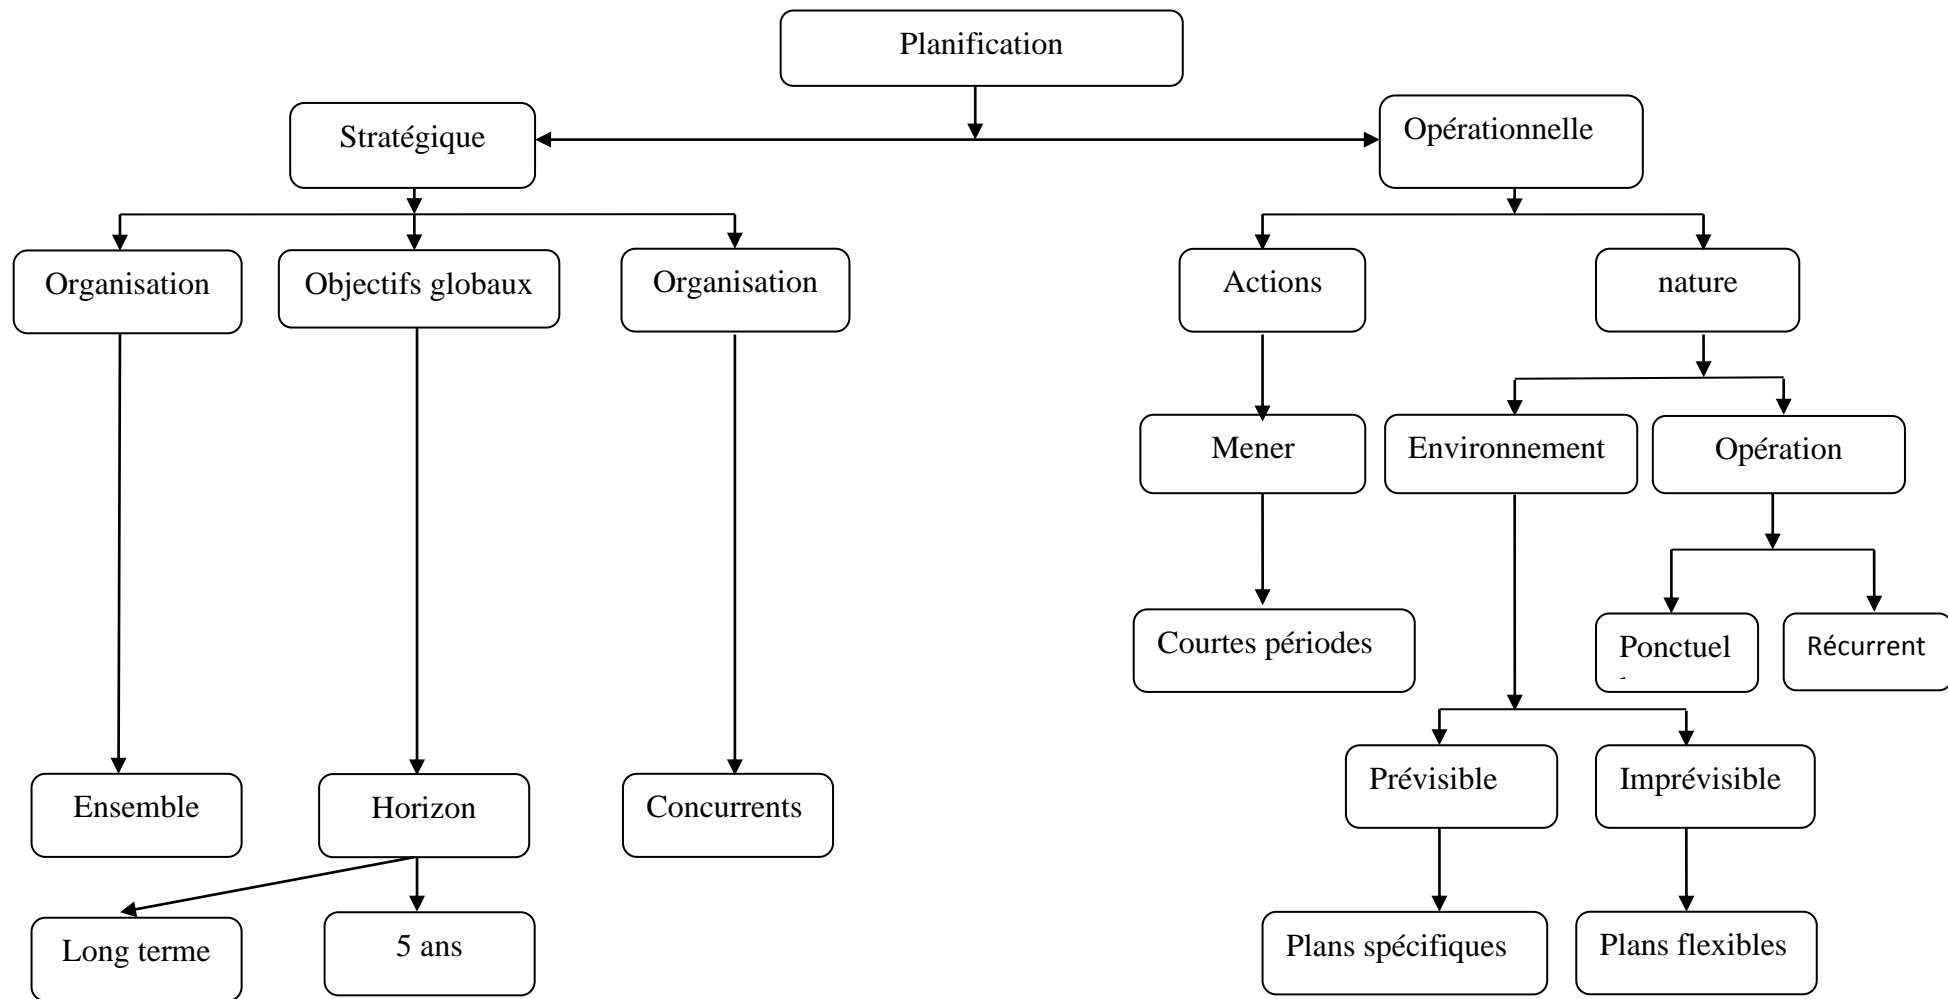 Planification
Stratégique
Opérationnelle
Organisation
Objectifs globaux
Organisation
Actions
nature
Mener
Environnement
Opération
Courtes périodes
Ponctuel
Récurrent
Ensemble
Horizon
Concurrents
Prévisible
Imprévisible
Long terme
5 ans
Plans spécifiques
Plans flexibles